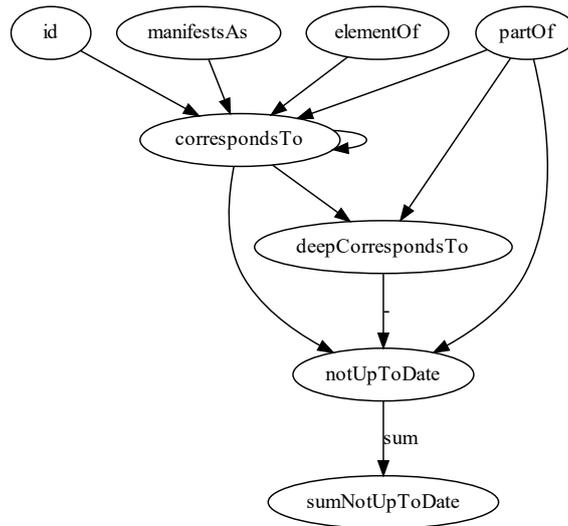 id
manifestsAs
elementOf
partOf
correspondsTo
deepCorrespondsTo
-
notUpToDate
sum
sumNotUpToDate